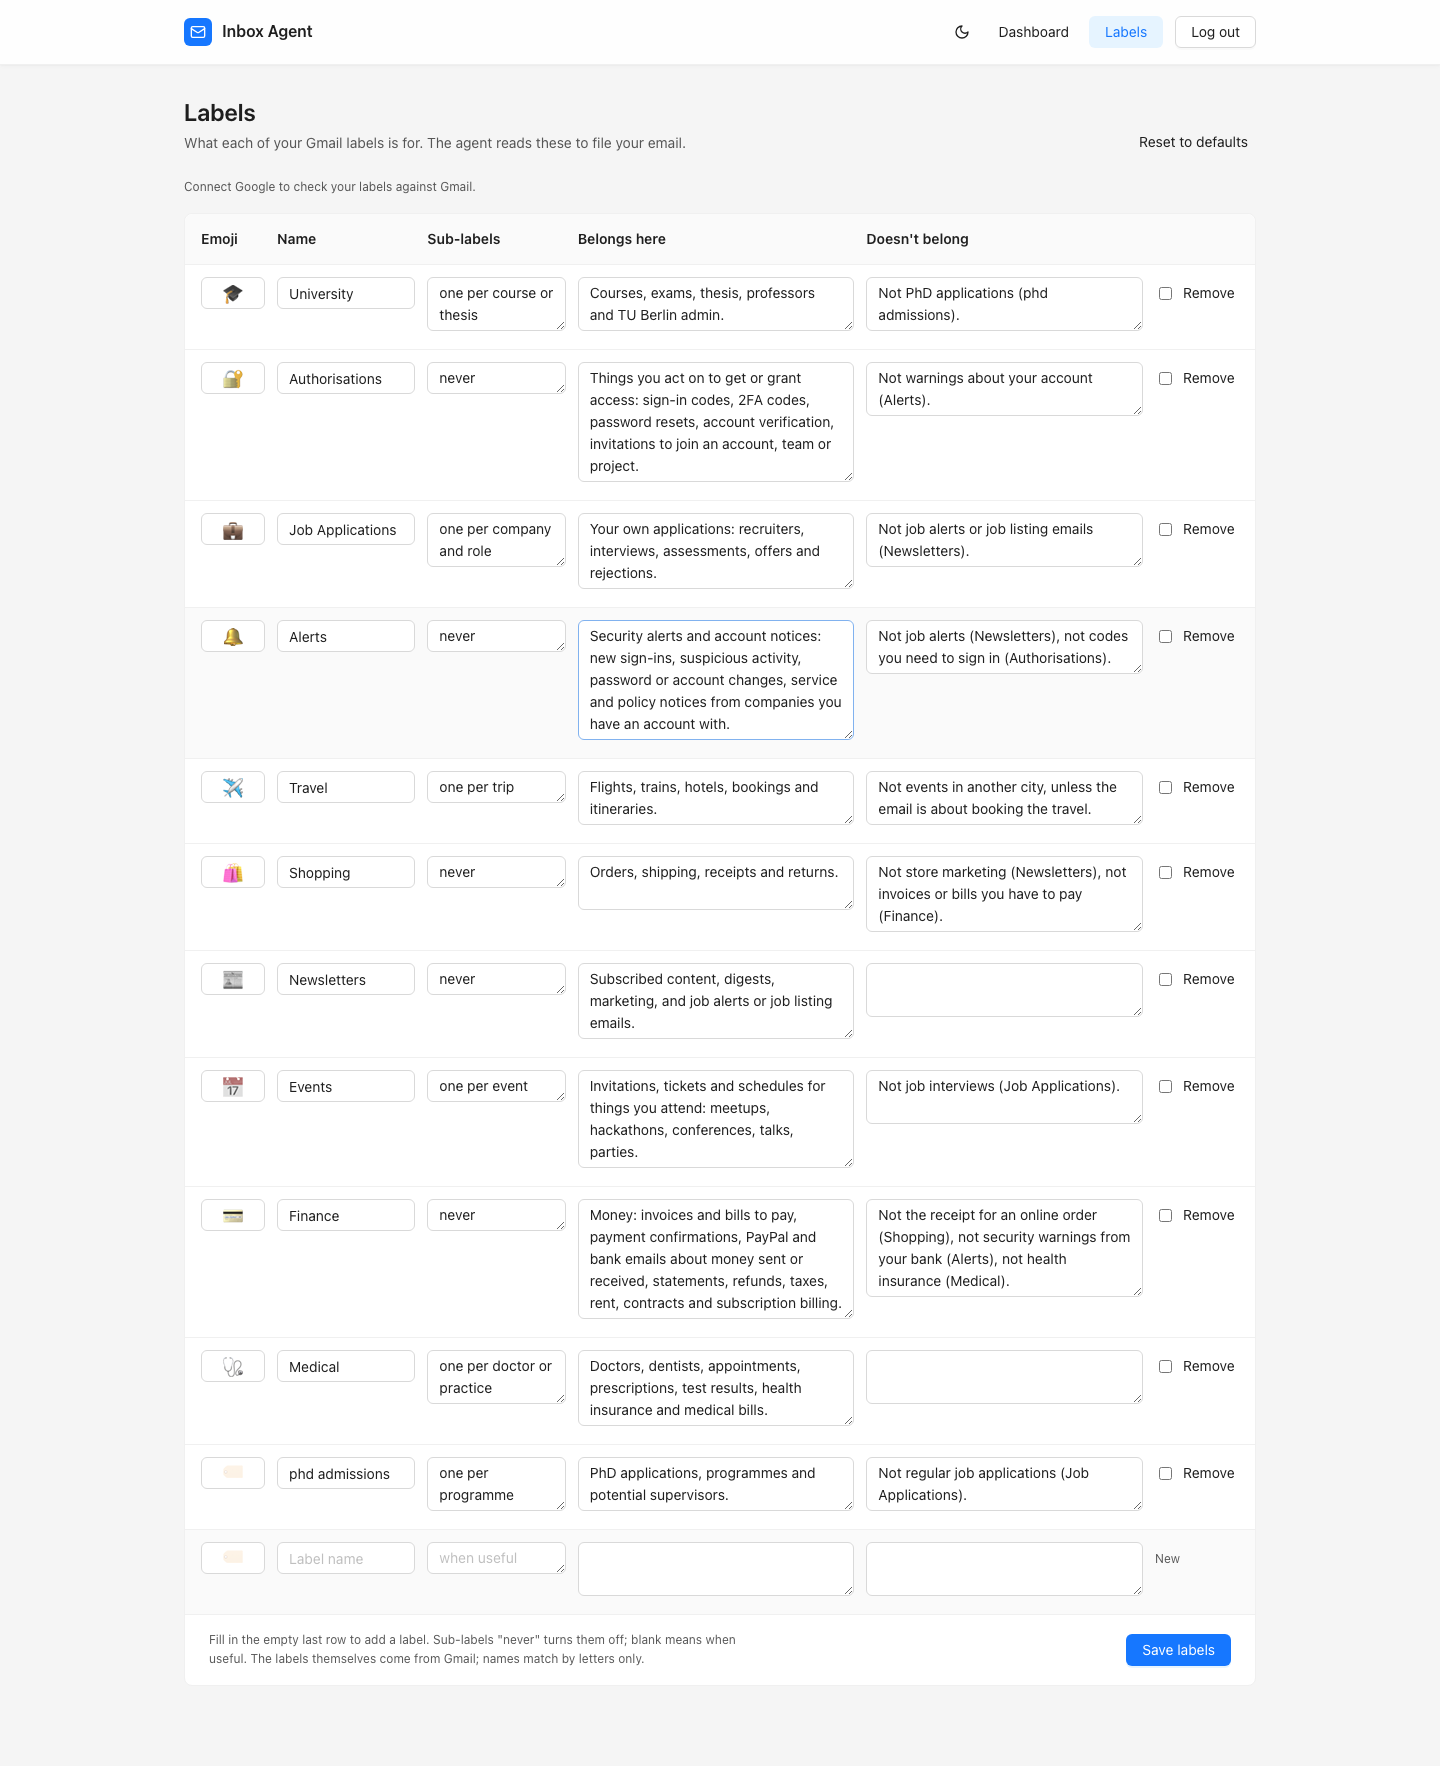 Inbox Agent
Dashboard
Labels
Log out
Labels
What each of your Gmail labels is for. The agent reads these to file your email.
Reset to defaults
Connect Google to check your labels against Gmail.
Emoji Name Sub-labels Belongs here Doesn't belong
University
one per course or
thesis
Courses, exams, thesis, professors
and TU Berlin admin.
Not PhD applications (phd
admissions).
Remove
Authorisations
never
Things you act on to get or grant
access: sign-in codes, 2FA codes,
password resets, account verification,
invitations to join an account, team or
project.
Not warnings about your account
(Alerts).
Remove
Job Applications
one per company
and role
Your own applications: recruiters,
interviews, assessments, offers and
rejections.
Not job alerts or job listing emails
(Newsletters).
Remove
Alerts
never
Security alerts and account notices:
new sign-ins, suspicious activity,
password or account changes, service
and policy notices from companies you
have an account with.
Not job alerts (Newsletters), not codes
you need to sign in (Authorisations).
Remove
Travel
one per trip
Flights, trains, hotels, bookings and
itineraries.
Not events in another city, unless the
email is about booking the travel.
Remove
Shopping
never
Orders, shipping, receipts and returns.
Not store marketing (Newsletters), not
invoices or bills you have to pay
(Finance).
Remove
Newsletters
never
Subscribed content, digests,
marketing, and job alerts or job listing
emails.
Remove
17
Events
one per event
Invitations, tickets and schedules for
things you attend: meetups,
hackathons, conferences, talks,
parties.
Not job interviews (Job Applications).
Remove
Finance
never
Money: invoices and bills to pay,
payment confirmations, PayPal and
bank emails about money sent or
received, statements, refunds, taxes,
rent, contracts and subscription billing.
Not the receipt for an online order
(Shopping), not security warnings from
your bank (Alerts), not health
insurance (Medical).
Remove
Medical
one per doctor or
practice
Doctors, dentists, appointments,
prescriptions, test results, health
insurance and medical bills.
Remove
phd admissions
one per
programme
PhD applications, programmes and
potential supervisors.
Not regular job applications (Job
Applications).
Remove
Label name
when useful
New
Fill in the empty last row to add a label. Sub-labels "never" turns them off; blank means when
useful. The labels themselves come from Gmail; names match by letters only.
Save labels